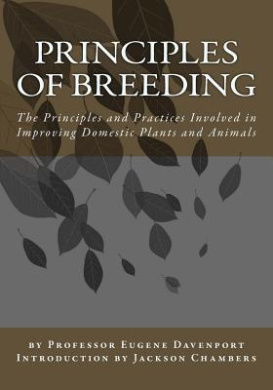 PRINCIPLES
OF BREEDING
The Principles and Practices Involved in
Improving Domestic Plants and Animals
by Professor Eugene Davenport
Introduction by Jackson Chambers